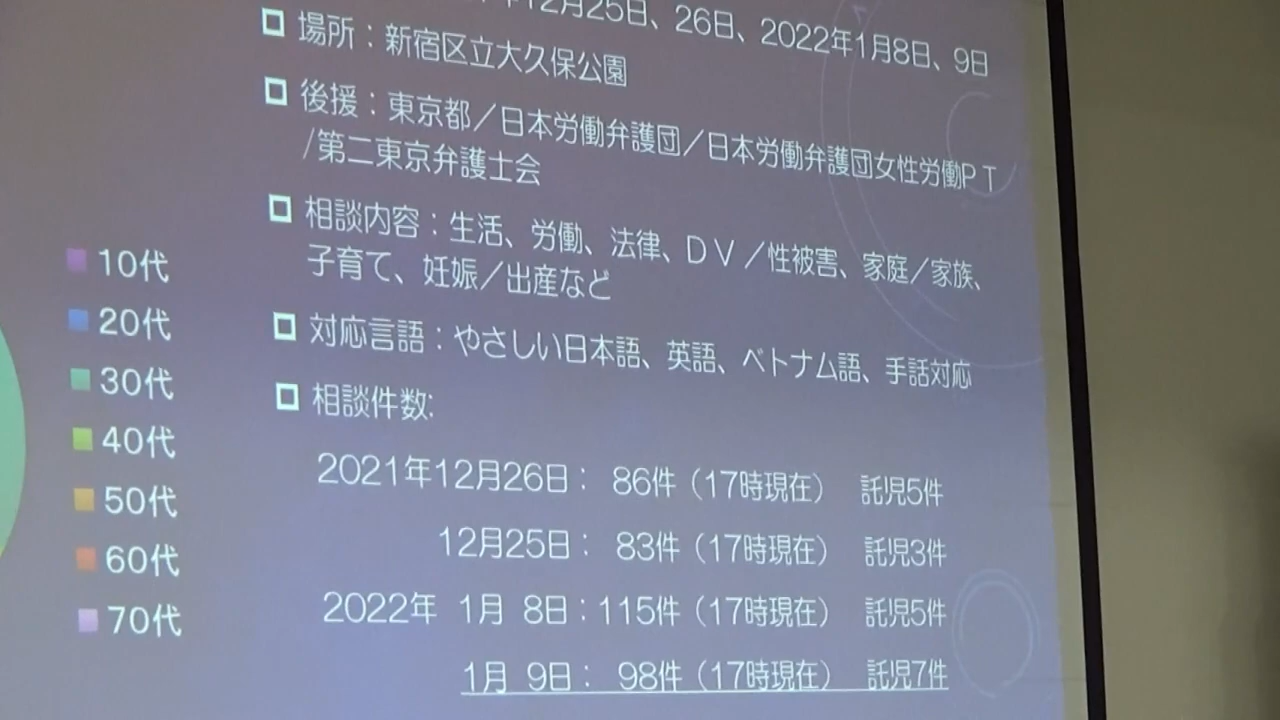 12月25日、26日、2022年1月8日、9日
場所：新宿区立大久保公園
後援：東京都／日本労働弁護団／日本労働弁護団女性労働ＰＴ
/第二東京弁護士会
相談内容：生活、労働、法律、ＤＶ／性被害、家庭／家族、
子育て、妊娠／出産など
対応言語：やさしい日本語、英語、ベトナム語、手話対応
相談件数:
2021年12月26日： 86件（17時現在） 託児5件
12月25日： 83件（17時現在） 託児3件
2022年 1月 8日：115件（17時現在） 託児5件
1月 9日： 98件（17時現在） 託児7件
10代
20代
30代
40代
50代
60代
70代